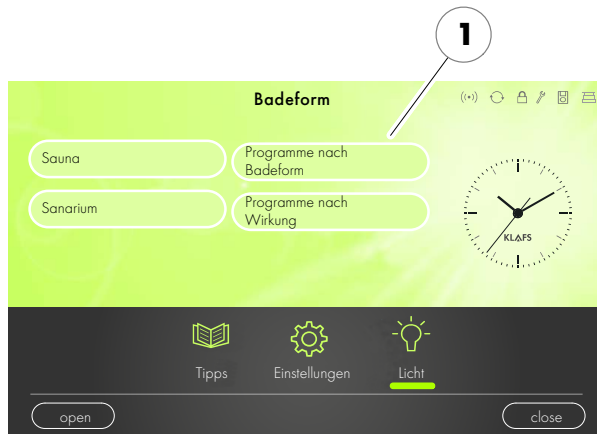 1
Badeform
Sauna
Programme nach
Badeform
Sanarium
Programme nach
Wirkung
KLAFS
Tipps
Einstellungen
Licht
open
close